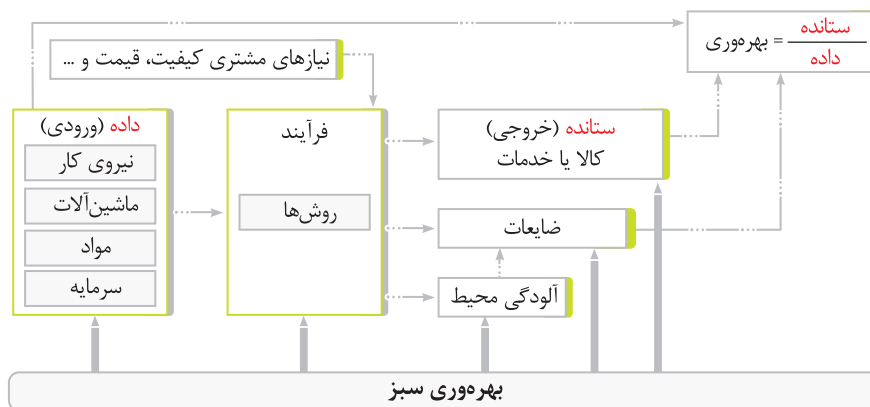 ستانده
بهره‌وری =
داده
نیازهای مشتری کیفیت، قیمت و ...
داده (ورودی)
نیروی کار
ماشین‌آلات
مواد
سرمایه
فرآیند
روش‌ها
ستانده (خروجی)
کالا یا خدمات
ضایعات
آلودگی محیط
بهره‌وری سبز